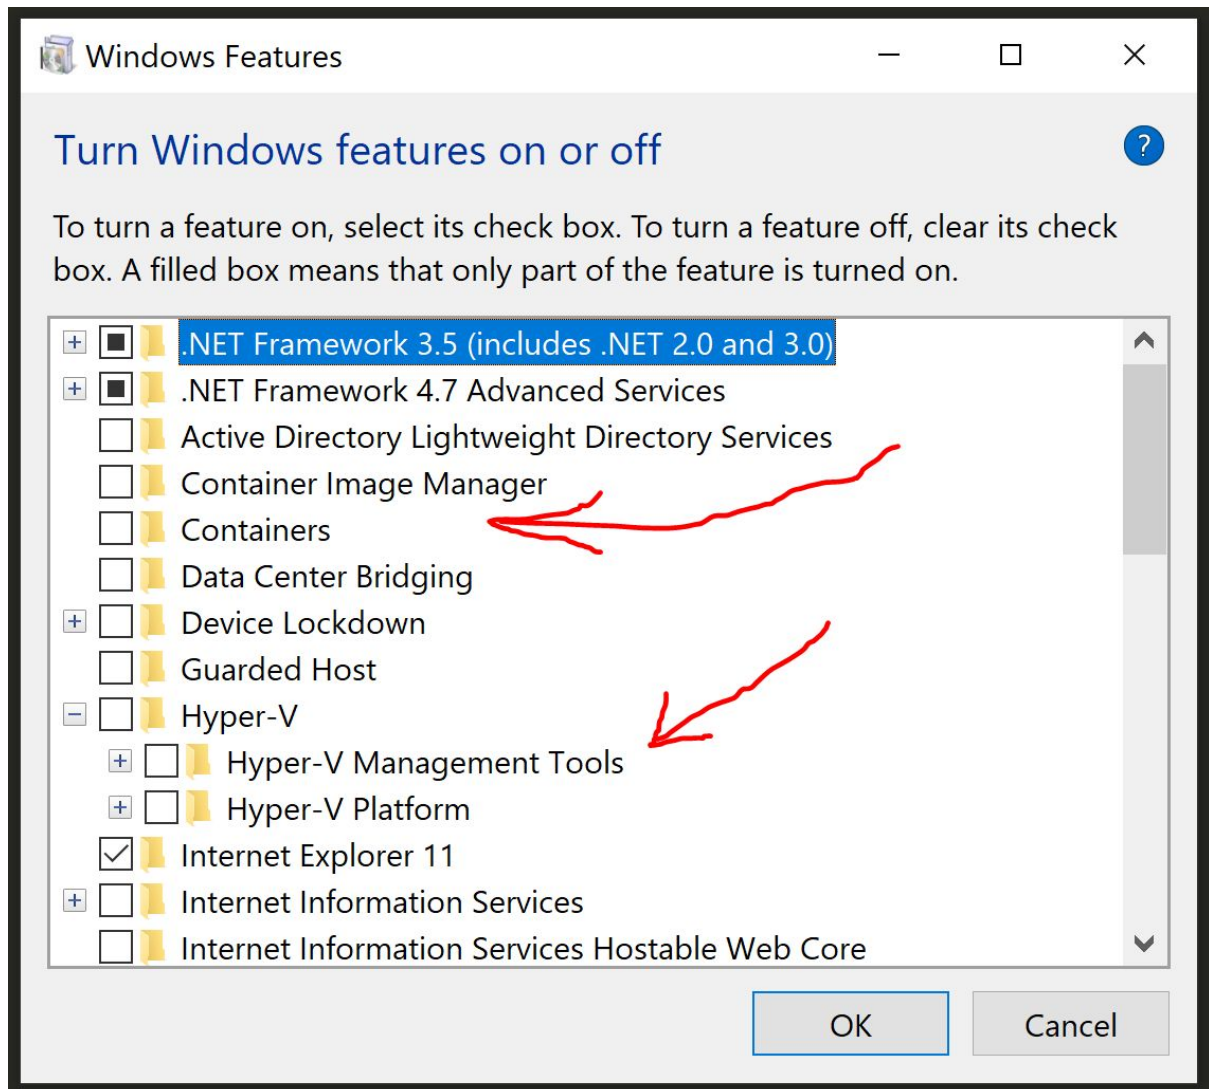 Windows Features
Turn Windows features on or off
?
To turn a feature on, select its check box. To turn a feature off, clear its check
box. A filled box means that only part of the feature is turned on.
.NET Framework 3.5 (includes .NET 2.0 and 3.0)
.NET Framework 4.7 Advanced Services
Active Directory Lightweight Directory Services
Container Image Manager
Containers
Data Center Bridging
Device Lockdown
Guarded Host
Hyper-V
Hyper-V Management Tools
Hyper-V Platform
Internet Explorer 11
Internet Information Services
Internet Information Services Hostable Web Core
OK
Cancel